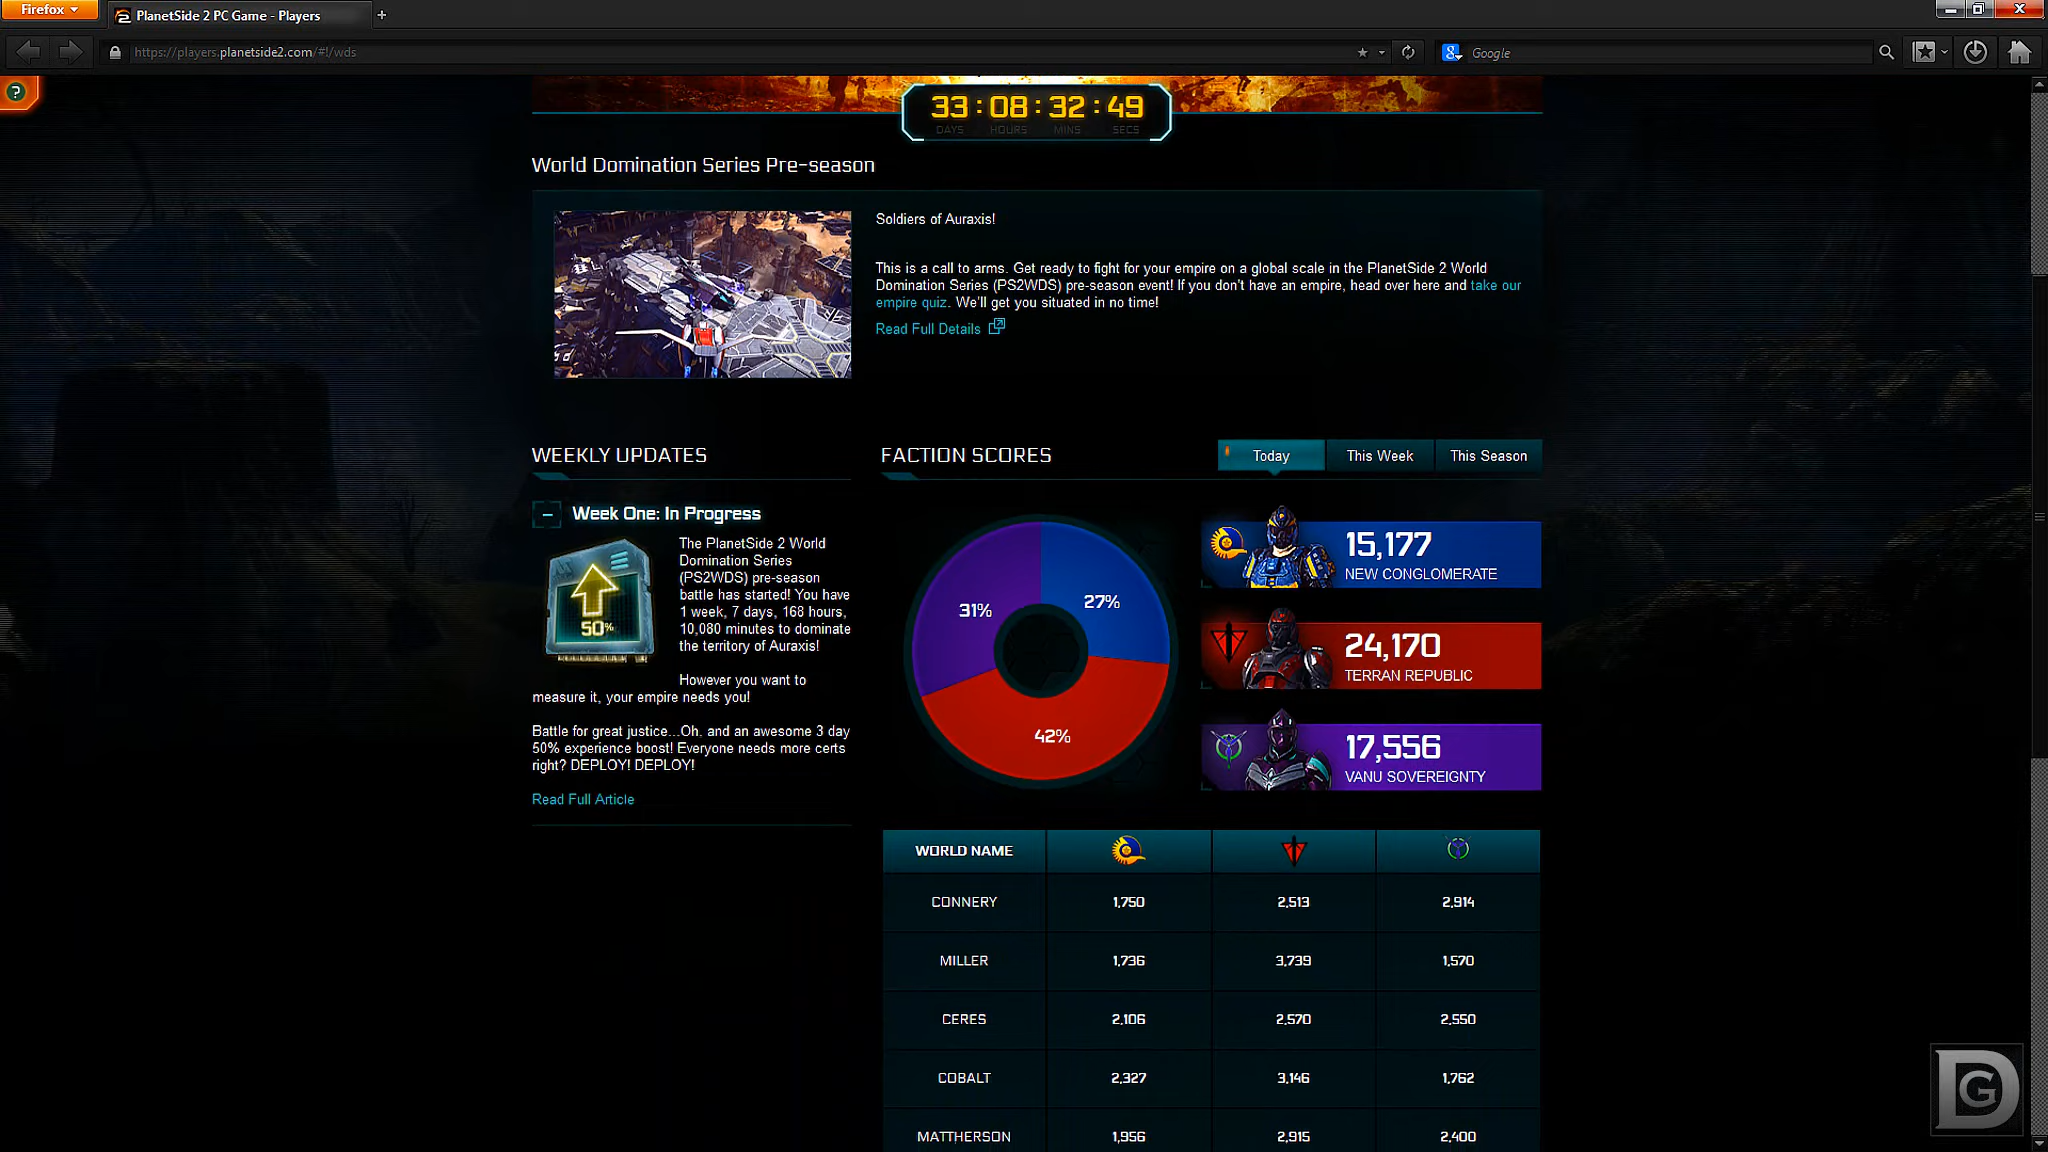 Firefox
PlanetSide 2 PC Game - Players
+
https://players.planetside2.com/#!/wds
Google
?
33 : 08 : 32 : 49
DAYS HOURS MINS SECS
World Domination Series Pre-season
Soldiers of Auraxis!
This is a call to arms. Get ready to fight for your empire on a global scale in the PlanetSide 2 World
Domination Series (PS2WDS) pre-season event! If you don't have an empire, head over here and take our
empire quiz. We'll get you situated in no time!
Read Full Details
WEEKLY UPDATES
Week One: In Progress
50%
The PlanetSide 2 World
Domination Series
(PS2WDS) pre-season
battle has started! You have
1 week, 7 days, 168 hours,
10,080 minutes to dominate
the territory of Auraxis!
However you want to
measure it, your empire needs you!
Battle for great justice...Oh, and an awesome 3 day
50% experience boost! Everyone needs more certs
right? DEPLOY! DEPLOY!
Read Full Article
FACTION SCORES
Today This Week This Season
31%
27%
42%
15,177
NEW CONGLOMERATE
24,170
TERRAN REPUBLIC
17,556
VANU SOVEREIGNTY
WORLD NAME
CONNERY 1,750 2,513 2,914
MILLER 1,736 3,739 1,570
CERES 2,106 2,570 2,550
COBALT 2,327 3,146 1,762
MATTHERSON 1,956 2,915 2,400
DG